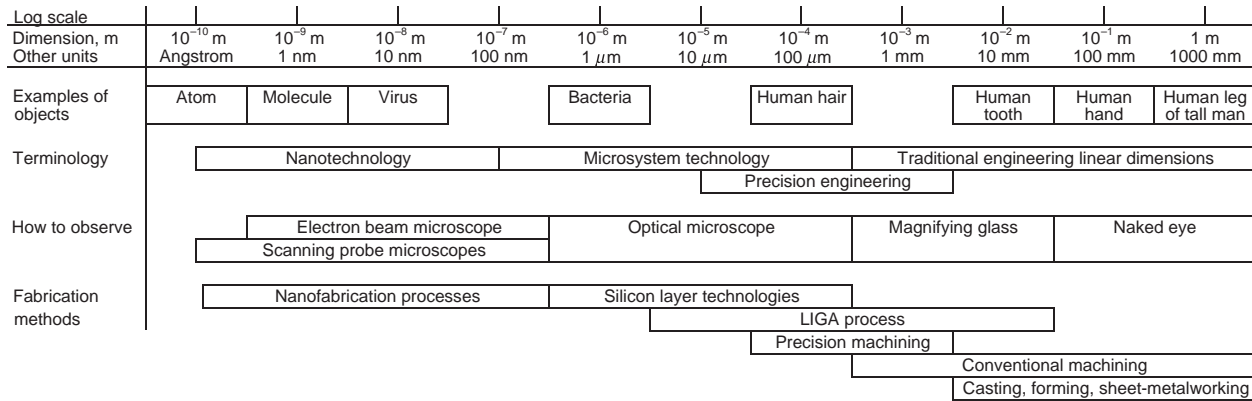 Log scale
Dimension, m 10⁻¹⁰ m 10⁻⁹ m 10⁻⁸ m 10⁻⁷ m 10⁻⁶ m 10⁻⁵ m 10⁻⁴ m 10⁻³ m 10⁻² m 10⁻¹ m 1 m
Other units Angstrom 1 nm 10 nm 100 nm 1 μm 10 μm 100 μm 1 mm 10 mm 100 mm 1000 mm
Examples of Atom Molecule Virus Bacteria Human hair Human Human Human leg
objects tooth hand of tall man
Terminology Nanotechnology Microsystem technology Traditional engineering linear dimensions
Precision engineering
How to observe Electron beam microscope Optical microscope Magnifying glass Naked eye
Scanning probe microscopes
Fabrication Nanofabrication processes Silicon layer technologies
methods LIGA process
Precision machining
Conventional machining
Casting, forming, sheet-metalworking